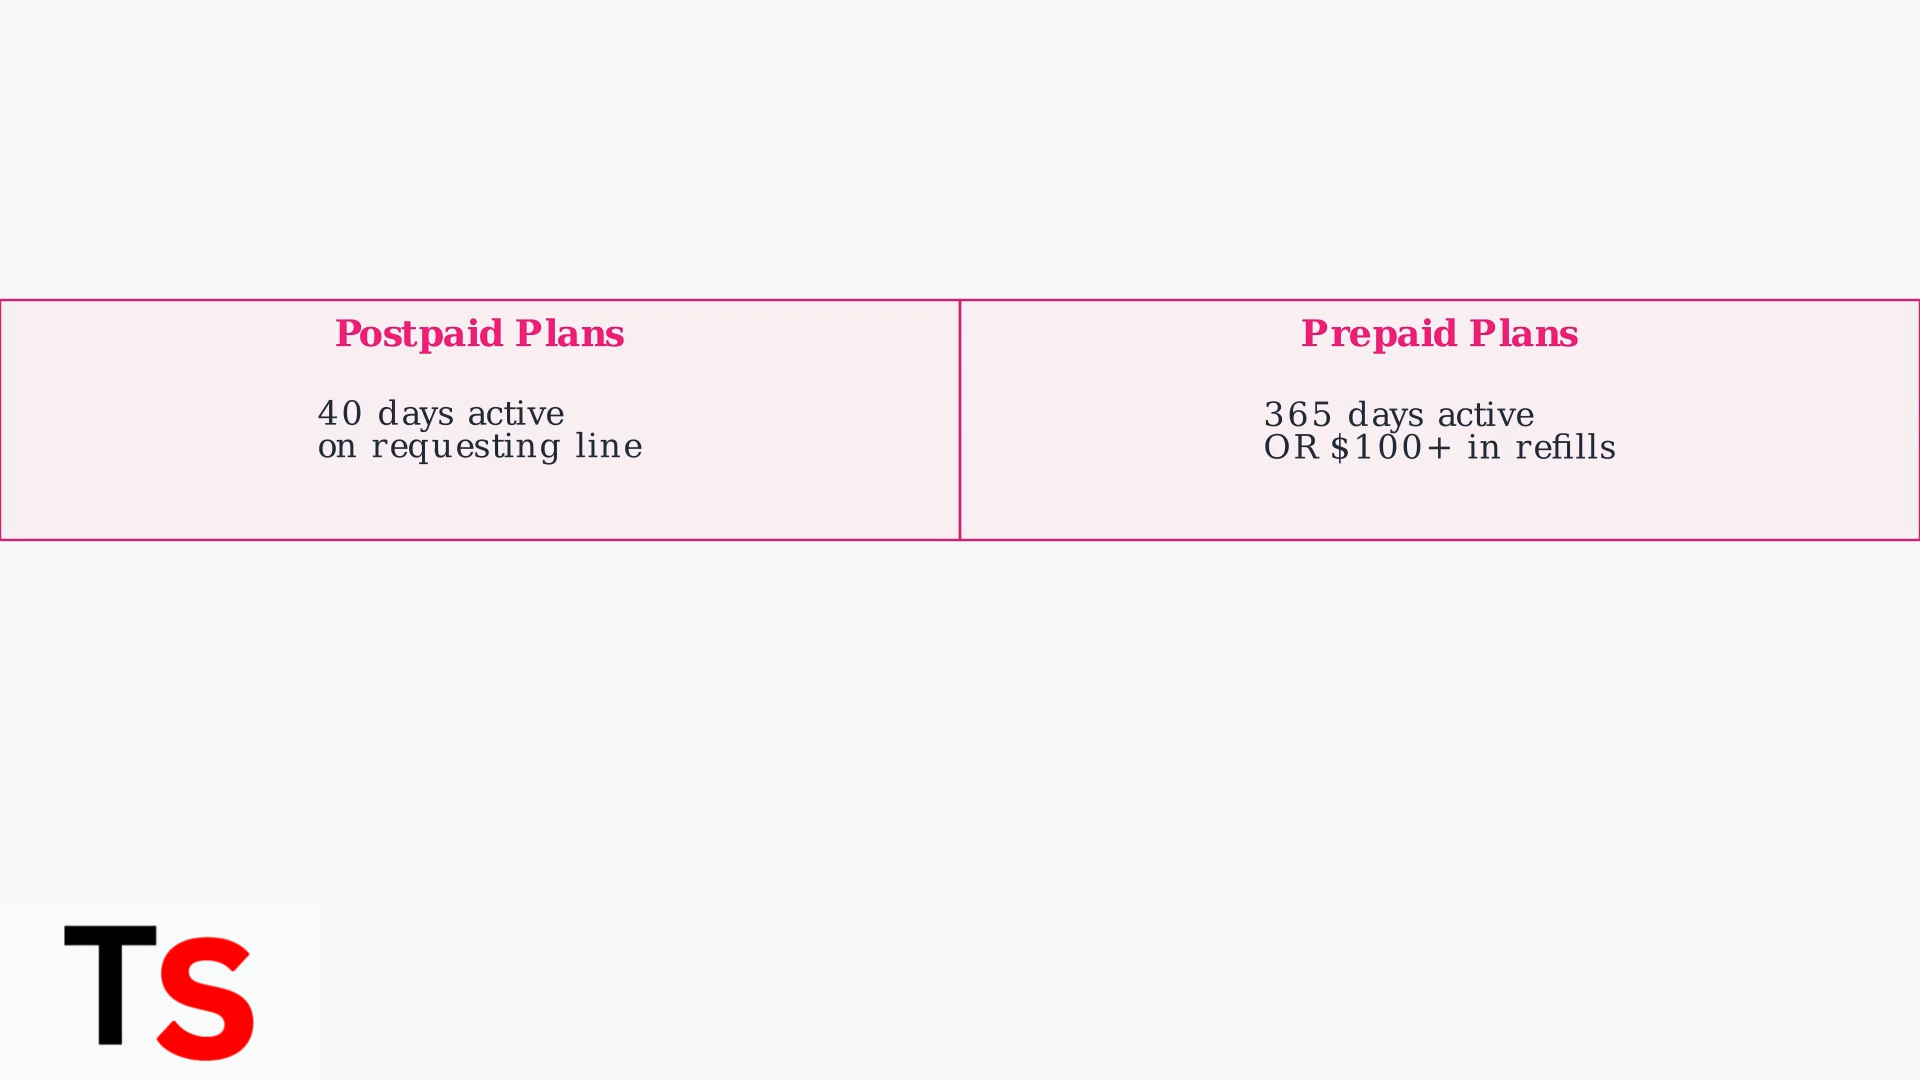 Postpaid Plans
40 days active
on requesting line
Prepaid Plans
365 days active
OR $100+ in refills
TS